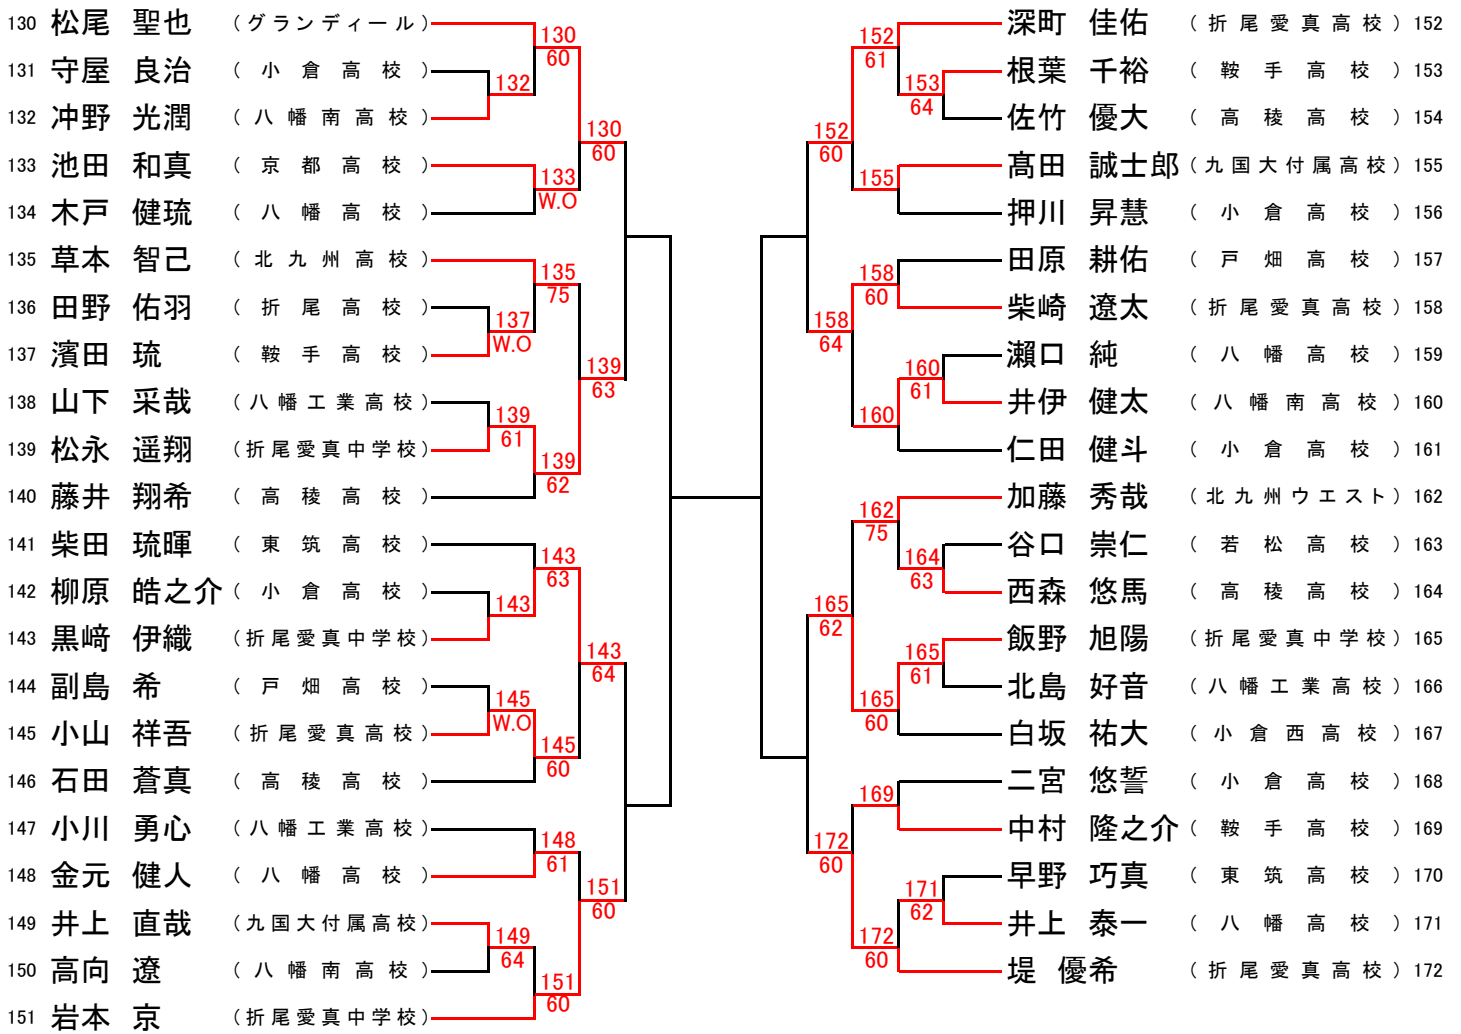 130 松尾 聖也 (グランディール)
131 守屋 良治 (小倉高校)
132 冲野 光潤 (八幡南高校)
133 池田 和真 (京都高校)
134 木戸 健琉 (八幡高校)
135 草本 智己 (北九州高校)
136 田野 佑羽 (折尾高校)
137 濱田 琉 (鞍手高校)
138 山下 采哉 (八幡工業高校)
139 松永 遥翔 (折尾愛真中学校)
140 藤井 翔希 (高稜高校)
141 柴田 琉暉 (東筑高校)
142 柳原 皓之介 (小倉高校)
143 黒﨑 伊織 (折尾愛真中学校)
144 副島 希 (戸畑高校)
145 小山 祥吾 (折尾愛真高校)
146 石田 蒼真 (高稜高校)
147 小川 勇心 (八幡工業高校)
148 金元 健人 (八幡高校)
149 井上 直哉 (九国大付属高校)
150 高向 遼 (八幡南高校)
151 岩本 京 (折尾愛真中学校)
132
137
W.O
139
61
143
145
W.O
149
64
130
60
133
W.O
135
75
139
62
143
63
145
60
148
61
151
60
130
60
139
63
143
64
151
60
152
60
158
64
165
62
172
60
152
61
155
158
60
160
162
75
165
60
169
172
60
153
64
160
61
164
63
165
61
171
62
深町 佳佑 (折尾愛真高校) 152
根葉 千裕 (鞍手高校) 153
佐竹 優大 (高稜高校) 154
髙田 誠士郎 (九国大付属高校) 155
押川 昇慧 (小倉高校) 156
田原 耕佑 (戸畑高校) 157
柴崎 遼太 (折尾愛真高校) 158
瀬口 純 (八幡高校) 159
井伊 健太 (八幡南高校) 160
仁田 健斗 (小倉高校) 161
加藤 秀哉 (北九州ウエスト) 162
谷口 崇仁 (若松高校) 163
西森 悠馬 (高稜高校) 164
飯野 旭陽 (折尾愛真中学校) 165
北島 好音 (八幡工業高校) 166
白坂 祐大 (小倉西高校) 167
二宮 悠誓 (小倉高校) 168
中村 隆之介 (鞍手高校) 169
早野 巧真 (東筑高校) 170
井上 泰一 (八幡高校) 171
堤 優希 (折尾愛真高校) 172